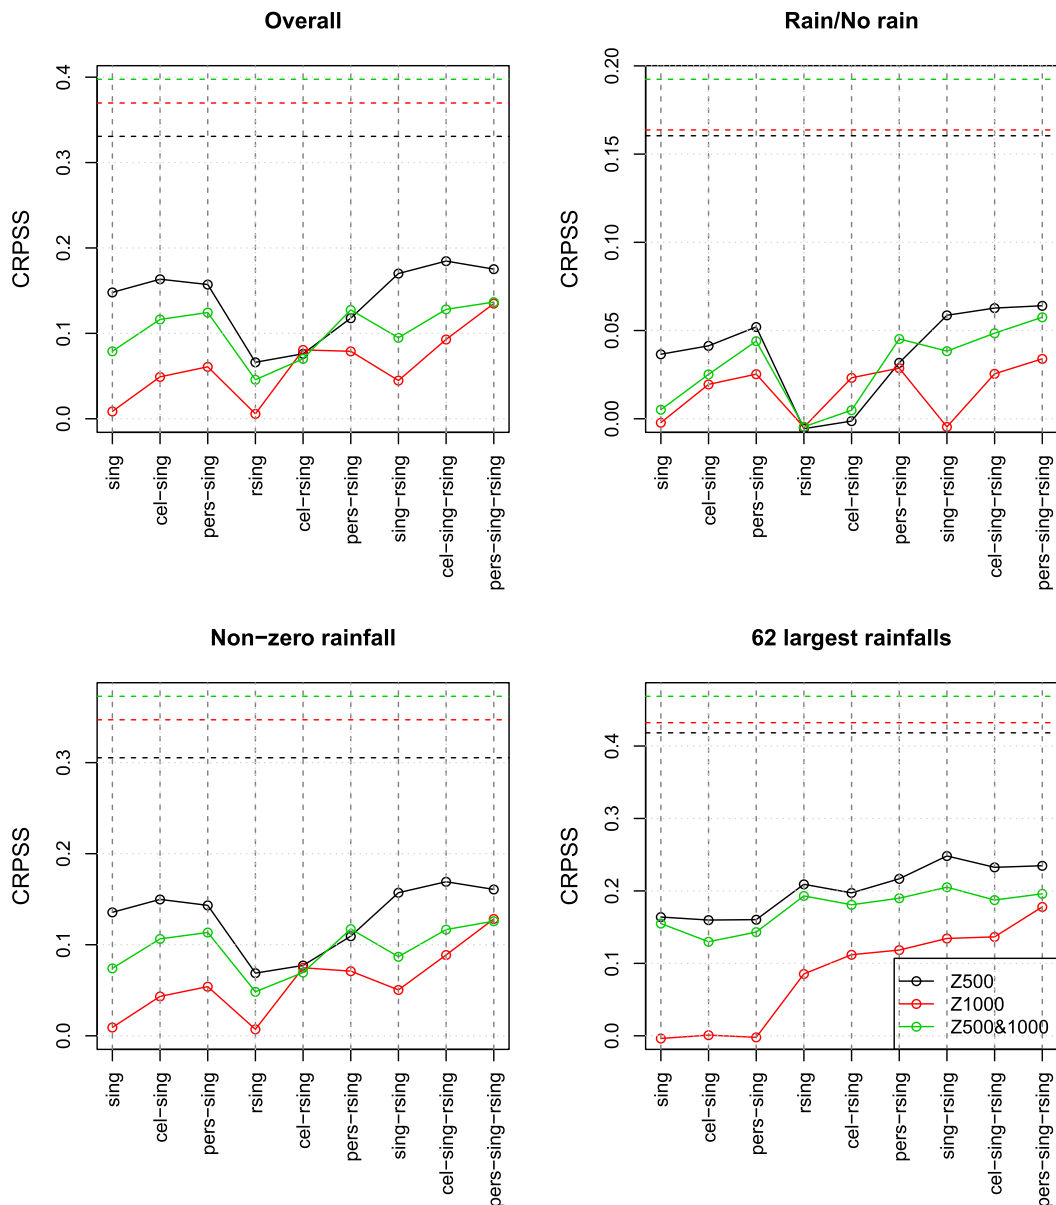 Overall
CRPSS
0.4
0.3
0.2
0.1
0.0
sing
cel−sing
pers−sing
rsing
cel−rsing
pers−rsing
sing−rsing
cel−sing−rsing
pers−sing−rsing
Rain/No rain
CRPSS
0.20
0.15
0.10
0.05
0.00
sing
cel−sing
pers−sing
rsing
cel−rsing
pers−rsing
sing−rsing
cel−sing−rsing
pers−sing−rsing
Non−zero rainfall
CRPSS
0.3
0.2
0.1
0.0
sing
cel−sing
pers−sing
rsing
cel−rsing
pers−rsing
sing−rsing
cel−sing−rsing
pers−sing−rsing
62 largest rainfalls
CRPSS
0.4
0.3
0.2
0.1
0.0
sing
cel−sing
pers−sing
rsing
cel−rsing
pers−rsing
sing−rsing
cel−sing−rsing
pers−sing−rsing
Z500
Z1000
Z500&1000